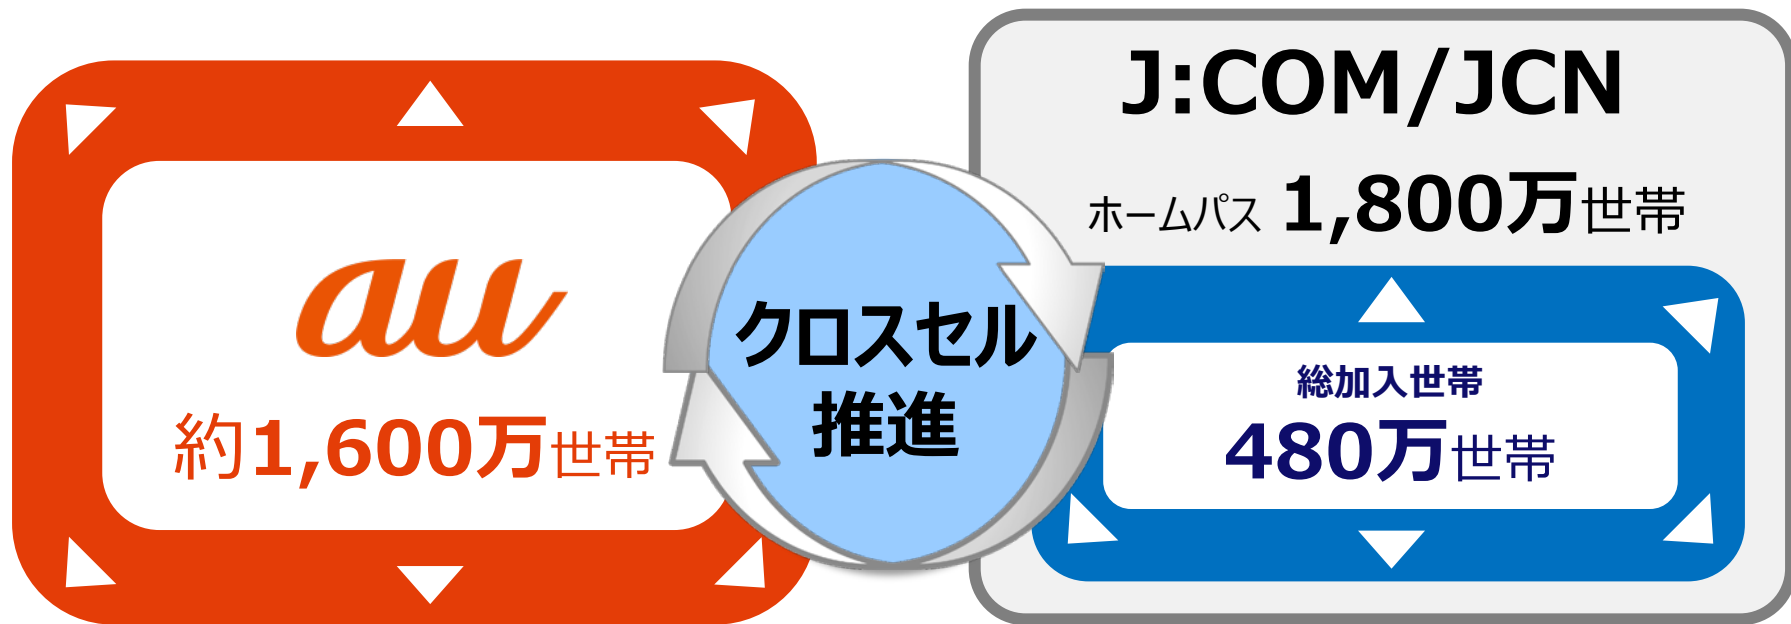 au
約1,600万世帯
クロスセル
推進
J:COM/JCN
ホームパス 1,800万世帯
総加入世帯
480万世帯